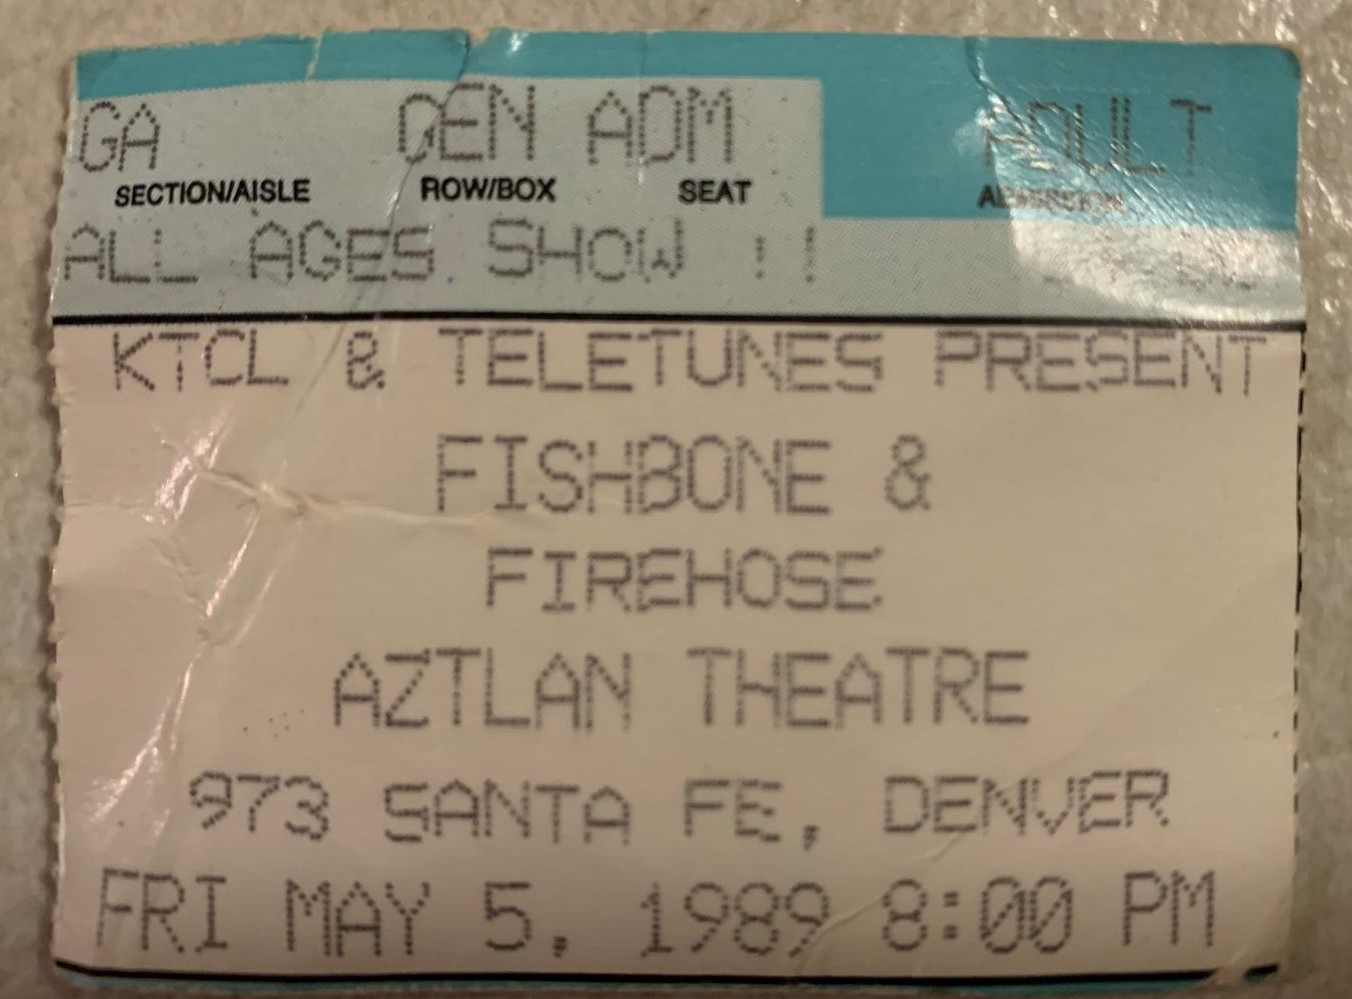 GA GEN ADM ADULT
SECTION/AISLE ROW/BOX SEAT ADMISSION
ALL AGES SHOW !!
KTCL & TELETUNES PRESENT
FISHBONE &
FIREHOSE
AZTLAN THEATRE
973 SANTA FE, DENVER
FRI MAY 5, 1989 8:00 PM